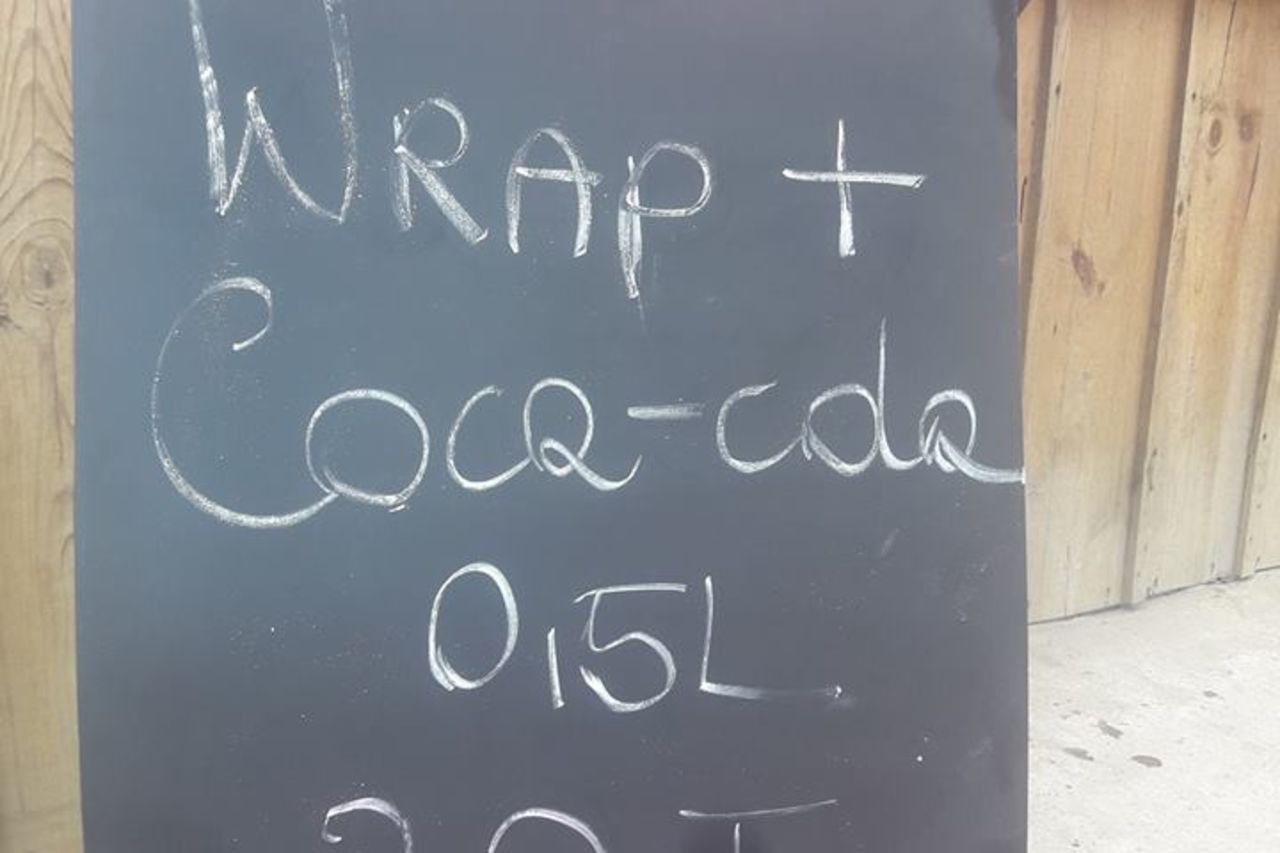 WRAP +
Coca-cola
0,5L